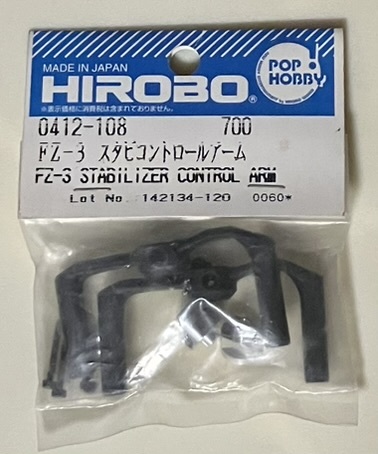 MADE IN JAPAN
HIROBO®
※表示価格に消費税は含まれておりません。
POP
HOBBY
0412-108 700
FZ-3 スタビコントロールアーム
FZ-3 STABILIZER CONTROL ARM
Lot No. 142134-120 0060*